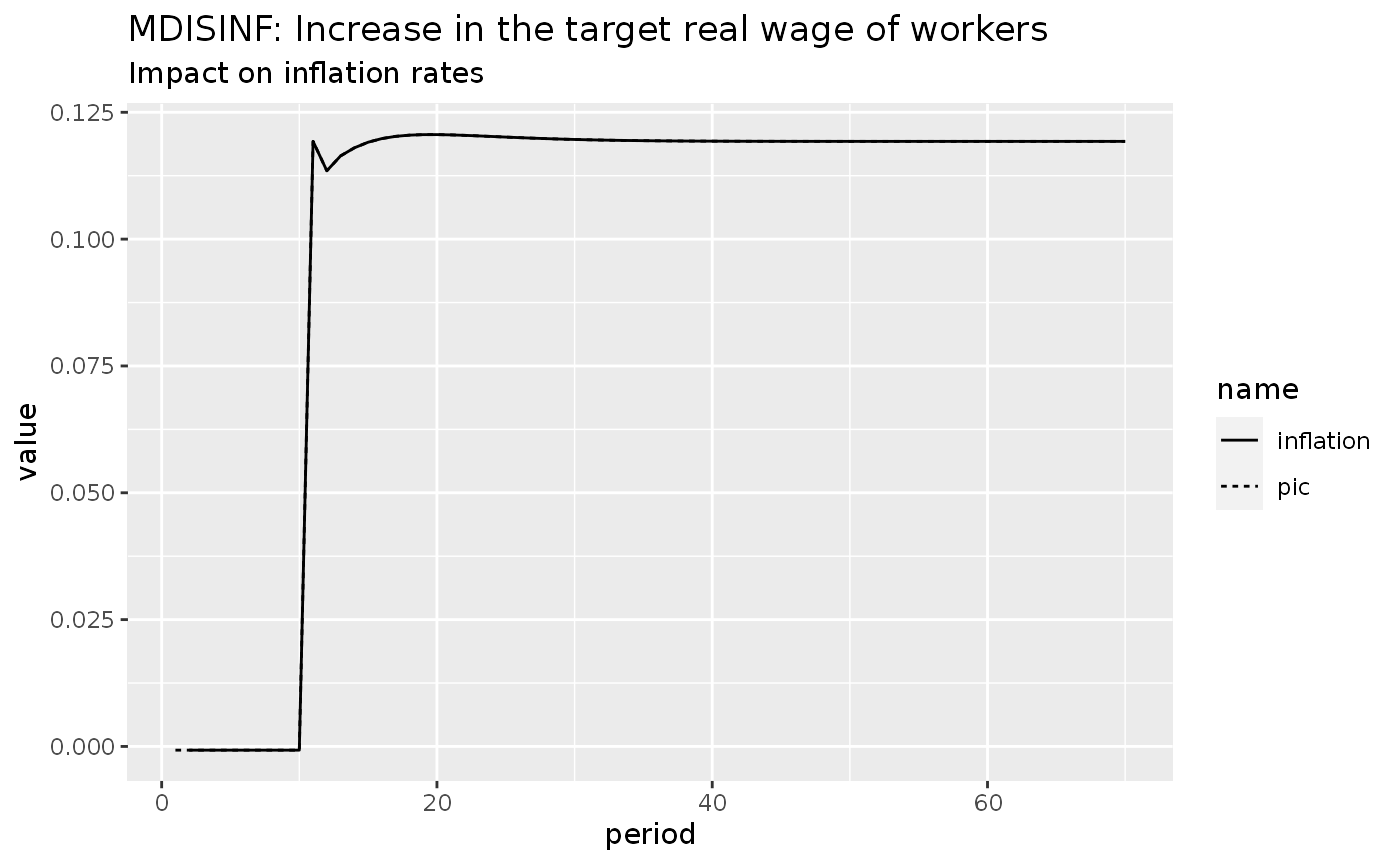 MDISINF: Increase in the target real wage of workers
Impact on inflation rates
0.125
0.100
0.075
0.050
0.025
0.000
value
0
20
40
60
period
name
inflation
pic